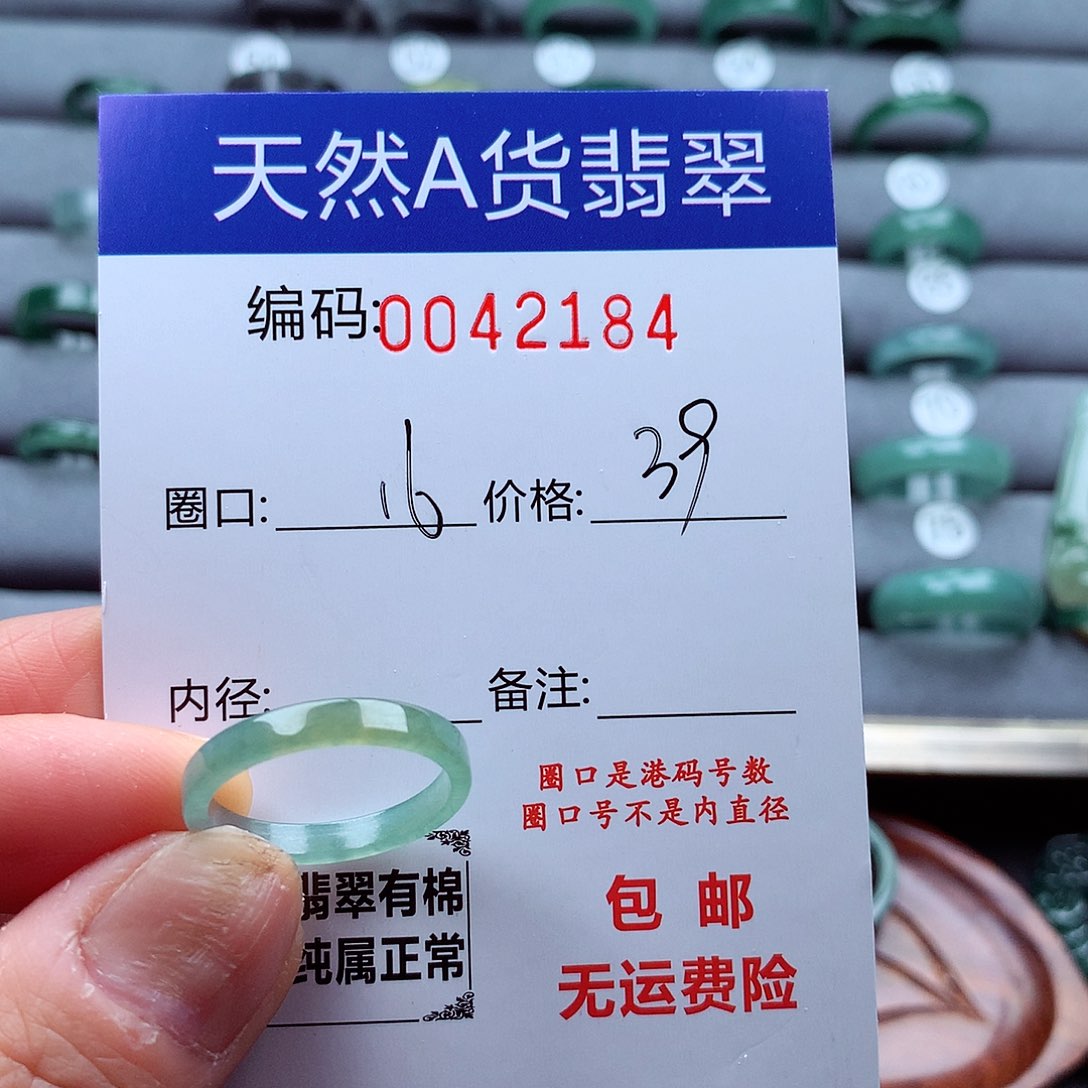 天然A货翡翠
编码:0042184
圈口: 16 价格: 39
内径: 备注:
圈口是港码号数
圈口号不是内直径
翡翠有棉
纯属正常
包邮
无运费险